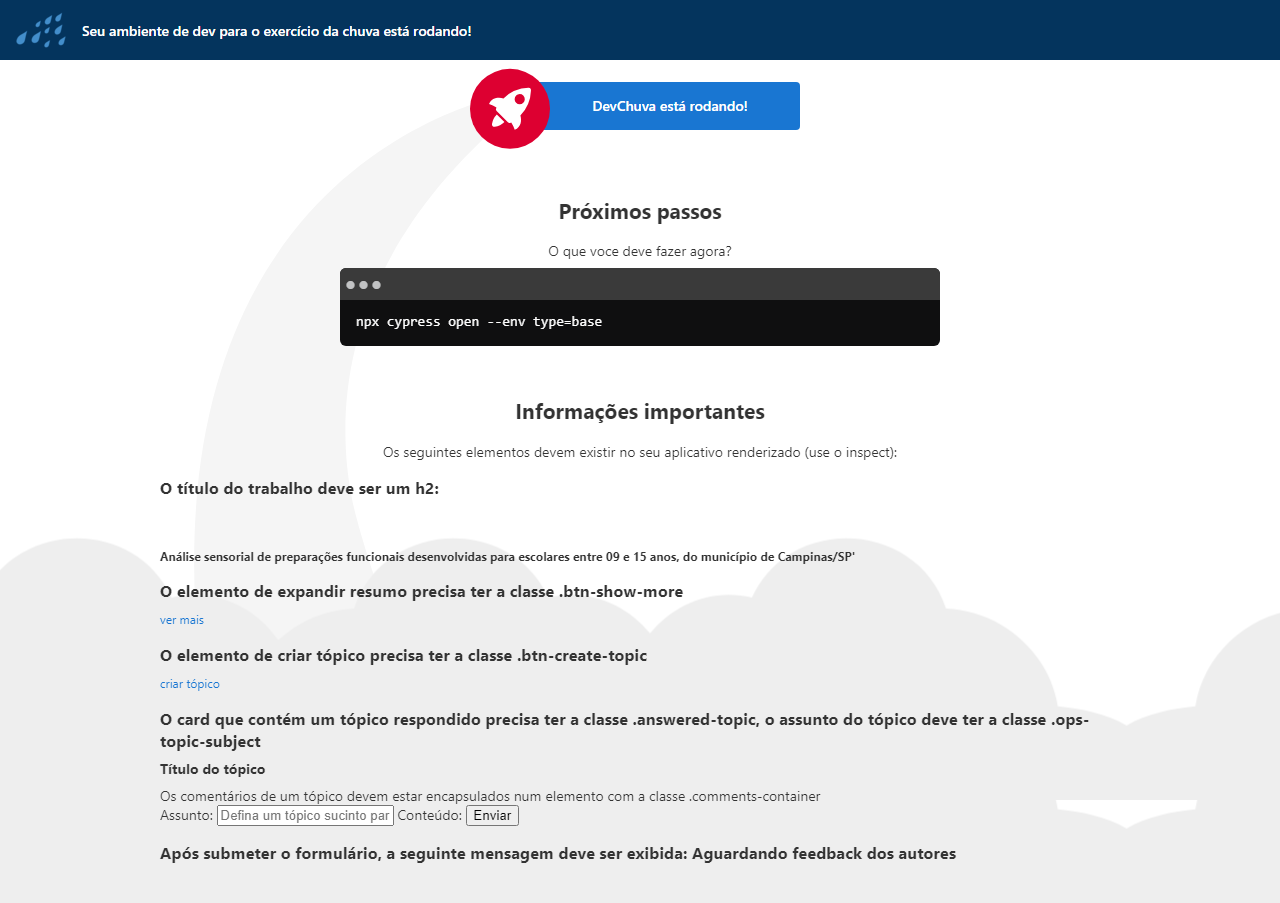 Seu ambiente de dev para o exercício da chuva está rodando!
DevChuva está rodando!
Próximos passos
O que voce deve fazer agora?
npx cypress open --env type=base
Informações importantes
Os seguintes elementos devem existir no seu aplicativo renderizado (use o inspect):
O título do trabalho deve ser um h2:
Análise sensorial de preparações funcionais desenvolvidas para escolares entre 09 e 15 anos, do município de Campinas/SP'
O elemento de expandir resumo precisa ter a classe .btn-show-more
ver mais
O elemento de criar tópico precisa ter a classe .btn-create-topic
criar tópico
O card que contém um tópico respondido precisa ter a classe .answered-topic, o assunto do tópico deve ter a classe .ops-
topic-subject
Título do tópico
Os comentários de um tópico devem estar encapsulados num elemento com a classe .comments-container
Assunto: Defina um tópico sucinto par Conteúdo: Enviar
Após submeter o formulário, a seguinte mensagem deve ser exibida: Aguardando feedback dos autores